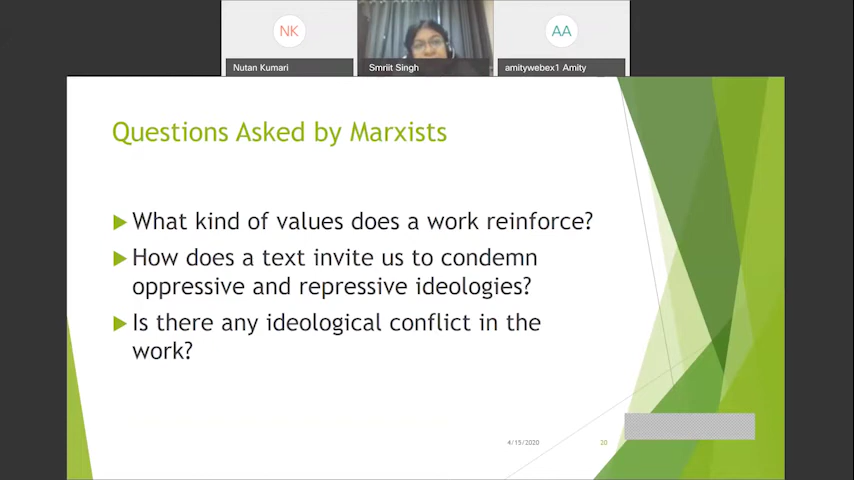 NK
AA
Nutan Kumari
Smriit Singh
amitywebex1 Amity
Questions Asked by Marxists
What kind of values does a work reinforce?
How does a text invite us to condemn
oppressive and repressive ideologies?
Is there any ideological conflict in the
work?
4/15/2020
20